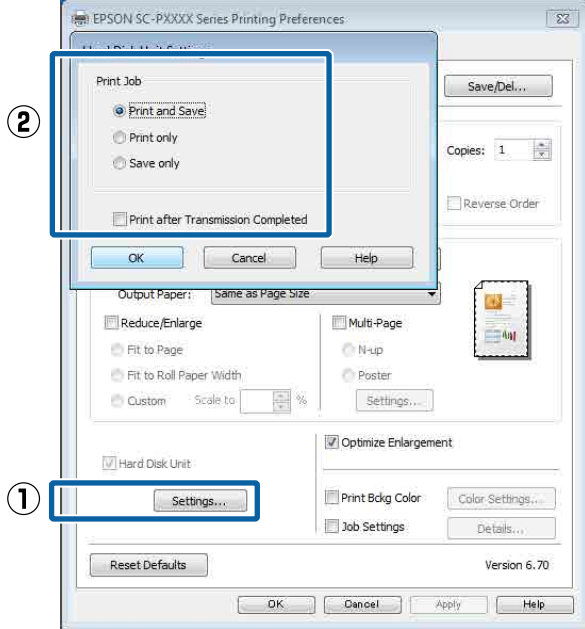 EPSON SC-PXXXX Series Printing Preferences
Print Job
Print and Save
Print only
Save only
Print after Transmission Completed
OK Cancel Help
②
Save/Del...
Copies: 1
Reverse Order
Output Paper: Same as Page Size
Reduce/Enlarge
Fit to Page
Fit to Roll Paper Width
Custom Scale to %
Multi-Page
N-up
Poster
Settings...
Optimize Enlargement
Hard Disk Unit
①
Settings...
Print Bckg Color Color Settings...
Job Settings Details...
Reset Defaults Version 6.70
OK Cancel Apply Help